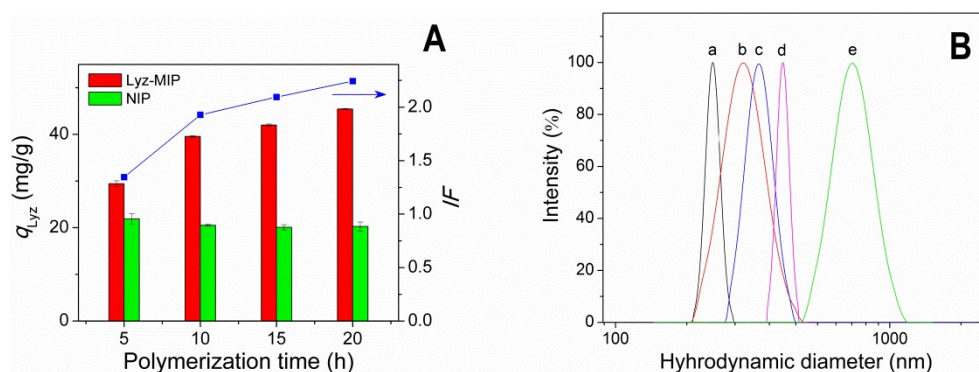 A
Lyz-MIP
NIP
40
20
0
5
10
15
20
2.0
1.5
1.0
0.5
0.0
qLyz (mg/g)
IF
Polymerization time (h)
B
a
b
c
d
e
100
80
60
40
20
0
100
1000
Intensity (%)
Hyhrodynamic diameter (nm)